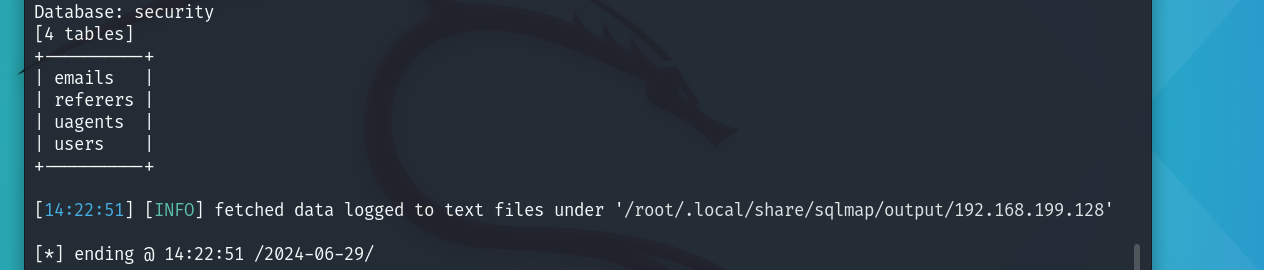 Database: security
[4 tables]
+----------+
| emails   |
| referers |
| uagents  |
| users    |
+----------+
[14:22:51] [INFO] fetched data logged to text files under '/root/.local/share/sqlmap/output/192.168.199.128'
[*] ending @ 14:22:51 /2024-06-29/